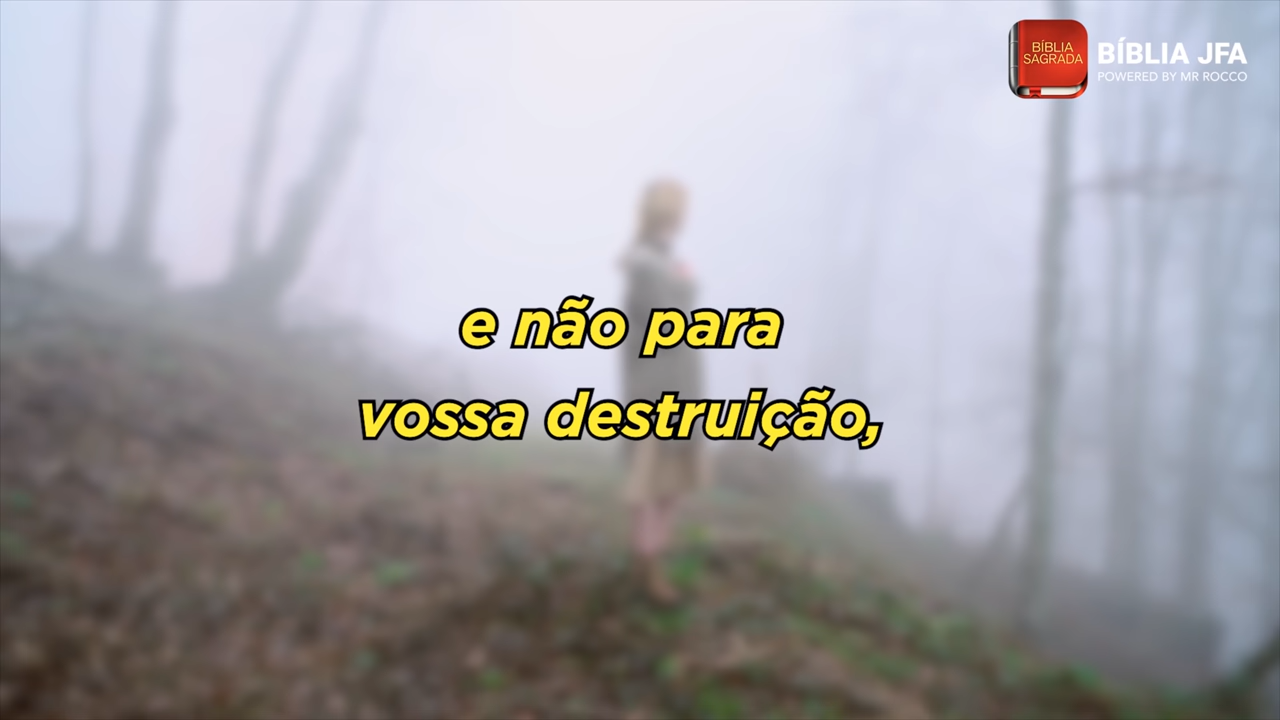 BÍBLIA
SAGRADA
BÍBLIA JFA
POWERED BY MR ROCCO
e não para
vossa destruição,